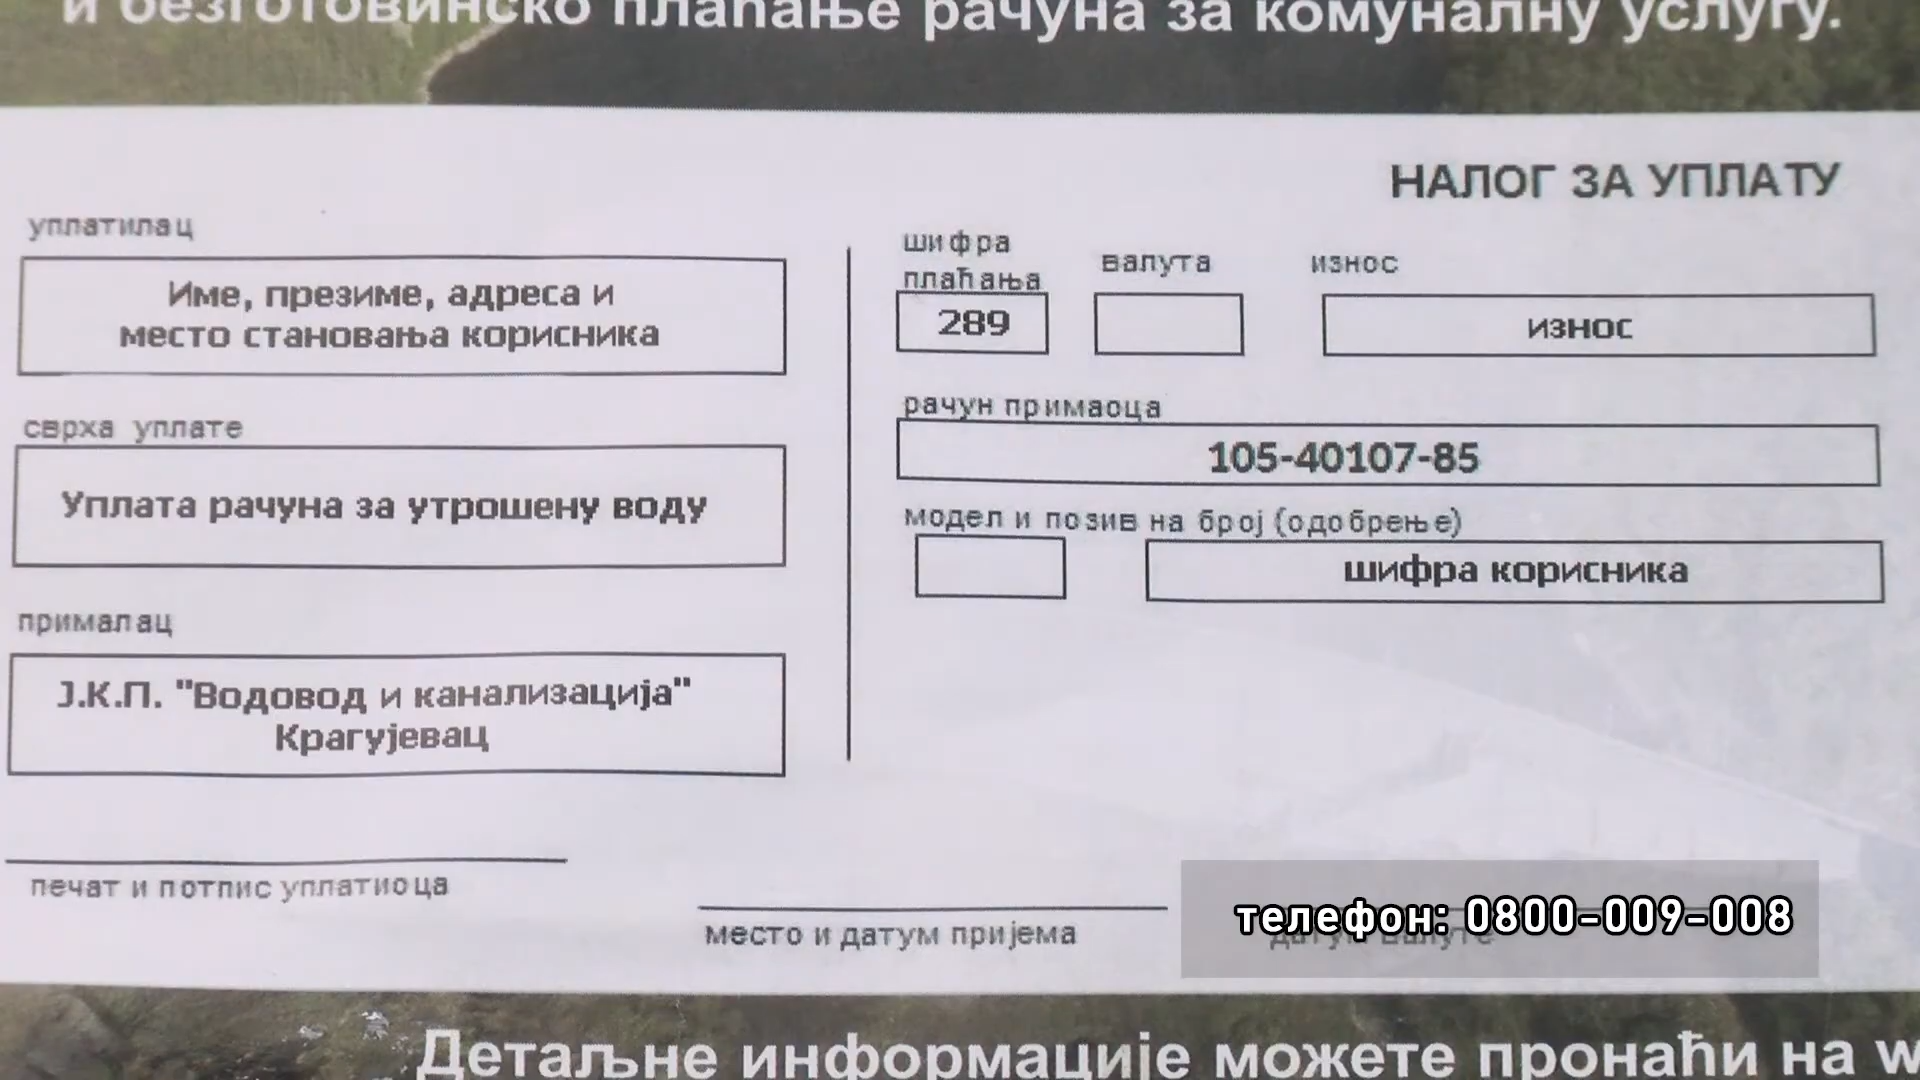 и безготовинско плаћање рачуна за комуналну услугу.
НАЛОГ ЗА УПЛАТУ
уплатилац
Име, презиме, адреса и
место становања корисника
сврха уплате
Уплата рачуна за утрошену воду
прималац
Ј.К.П. "Водовод и канализација"
Крагујевац
печат и потпис уплатиоца
место и датум пријема
шифра
плаћања
289
валута
износ
износ
рачун примаоца
105-40107-85
модел и позив на број (одобрење)
шифра корисника
датум валуте
телефон: 0800-009-008
Детаљне информације можете пронаћи на w